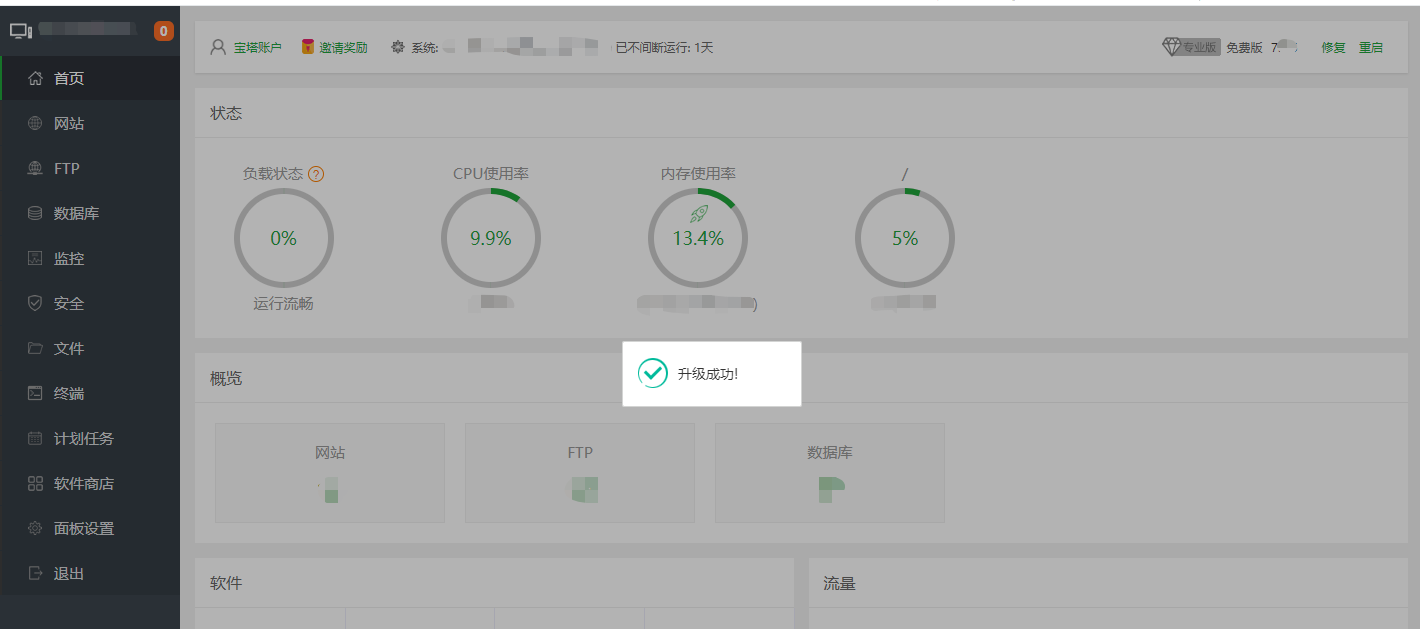 0
宝塔账户 邀请奖励 系统: 已不间断运行: 1天 专业版 免费版 7. 修复 重启
首页
网站
FTP
数据库
监控
安全
文件
终端
计划任务
软件商店
面板设置
退出
状态
负载状态 ? CPU使用率 内存使用率 /
0% 9.9% 13.4% 5%
运行流畅 )
升级成功!
概览
网站 FTP 数据库
软件 流量